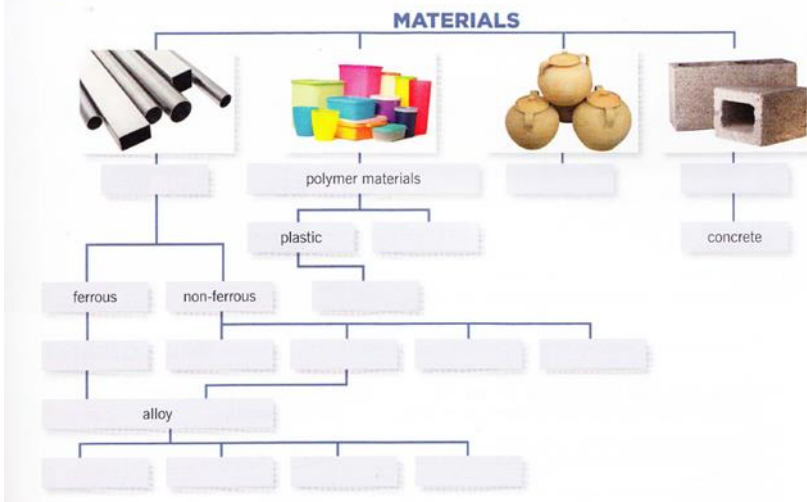 MATERIALS
polymer materials
plastic
concrete
ferrous
non-ferrous
alloy